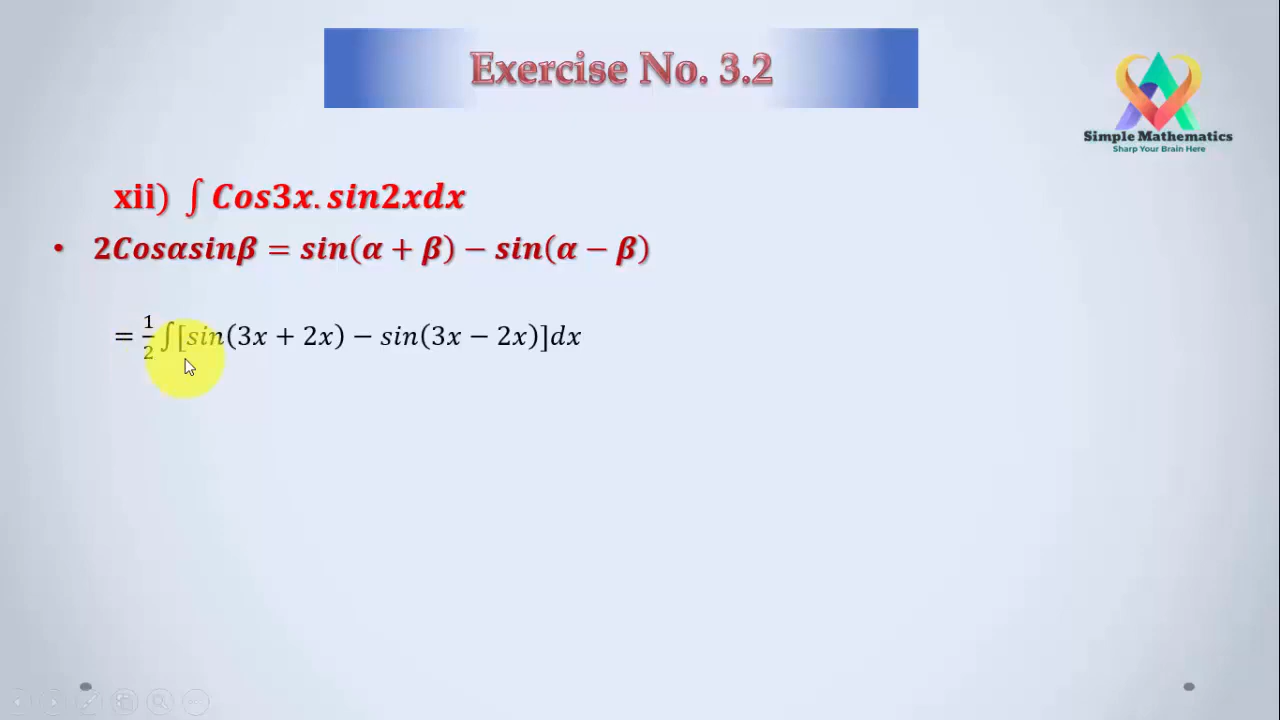 Exercise No. 3.2
Simple Mathematics
Sharp Your Brain Here
xii) ∫ Cos3x. sin2xdx
• 2Cosαsinβ = sin(α + β) − sin(α − β)
= 1/2 ∫[sin(3x + 2x) − sin(3x − 2x)]dx